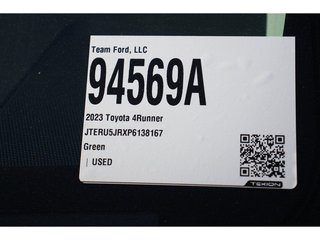 Team Ford, LLC
94569A
2023 Toyota 4Runner
JTERU5JRXP6138167
Green
| USED
TEKION